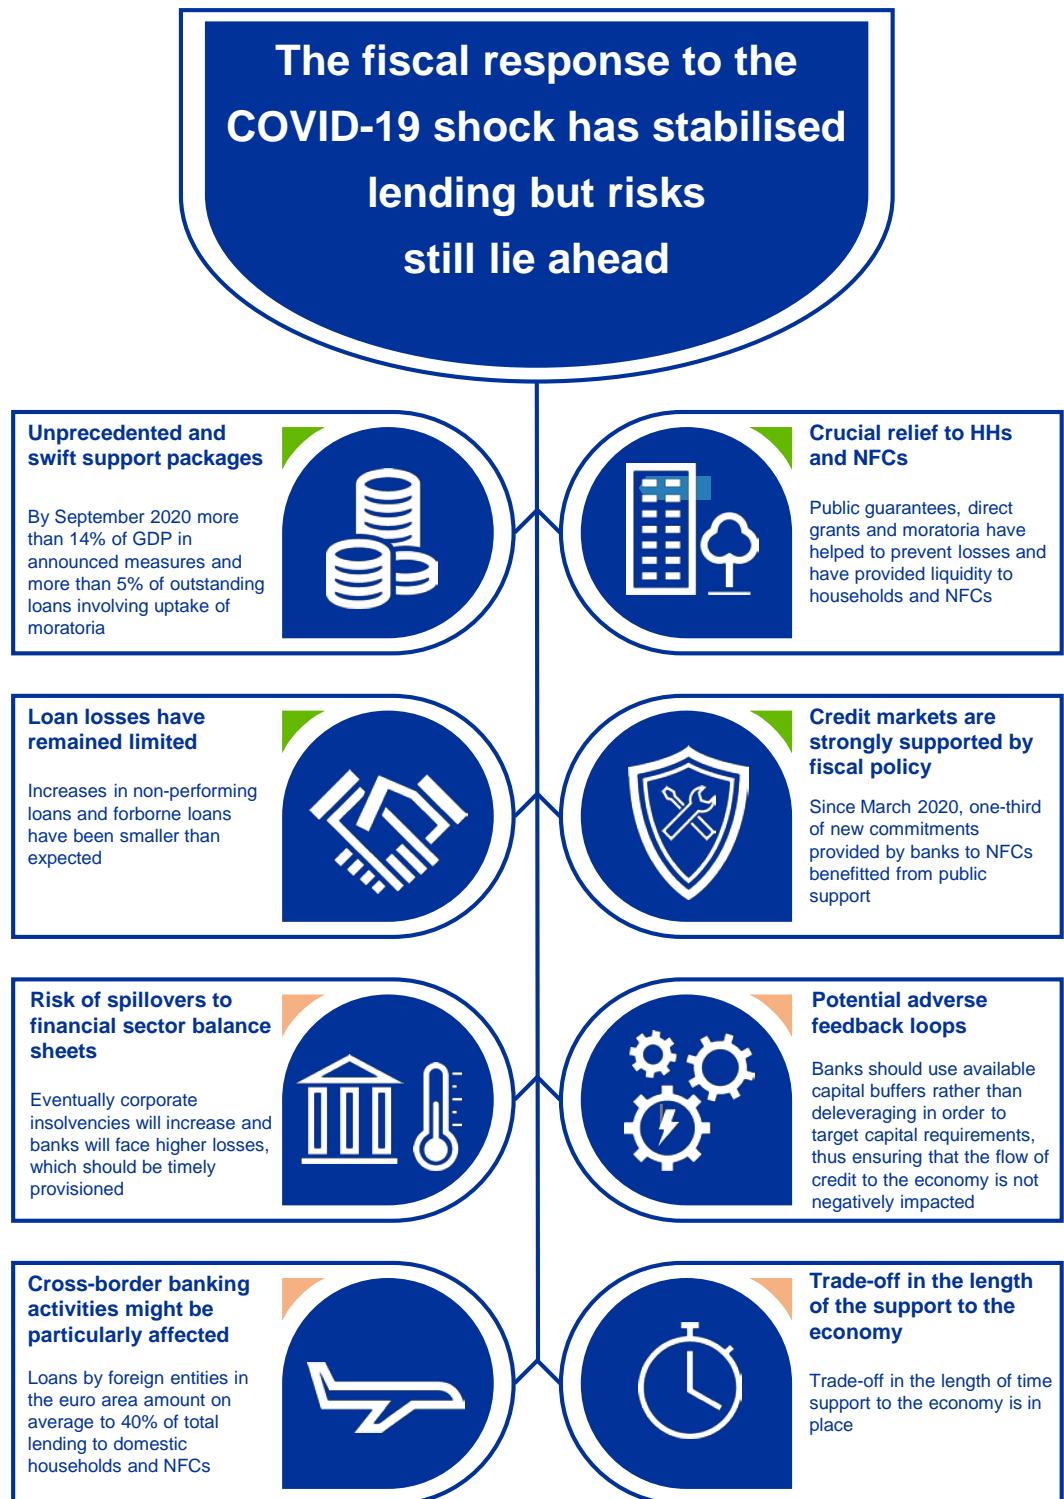 The fiscal response to the
COVID-19 shock has stabilised
lending but risks
still lie ahead
Unprecedented and
swift support packages
By September 2020 more
than 14% of GDP in
announced measures and
more than 5% of outstanding
loans involving uptake of
moratoria
Crucial relief to HHs
and NFCs
Public guarantees, direct
grants and moratoria have
helped to prevent losses and
have provided liquidity to
households and NFCs
Loan losses have
remained limited
Increases in non-performing
loans and forborne loans
have been smaller than
expected
Credit markets are
strongly supported by
fiscal policy
Since March 2020, one-third
of new commitments
provided by banks to NFCs
benefitted from public
support
Risk of spillovers to
financial sector balance
sheets
Eventually corporate
insolvencies will increase and
banks will face higher losses,
which should be timely
provisioned
Potential adverse
feedback loops
Banks should use available
capital buffers rather than
deleveraging in order to
target capital requirements,
thus ensuring that the flow of
credit to the economy is not
negatively impacted
Cross-border banking
activities might be
particularly affected
Loans by foreign entities in
the euro area amount on
average to 40% of total
lending to domestic
households and NFCs
Trade-off in the length
of the support to the
economy
Trade-off in the length of time
support to the economy is in
place